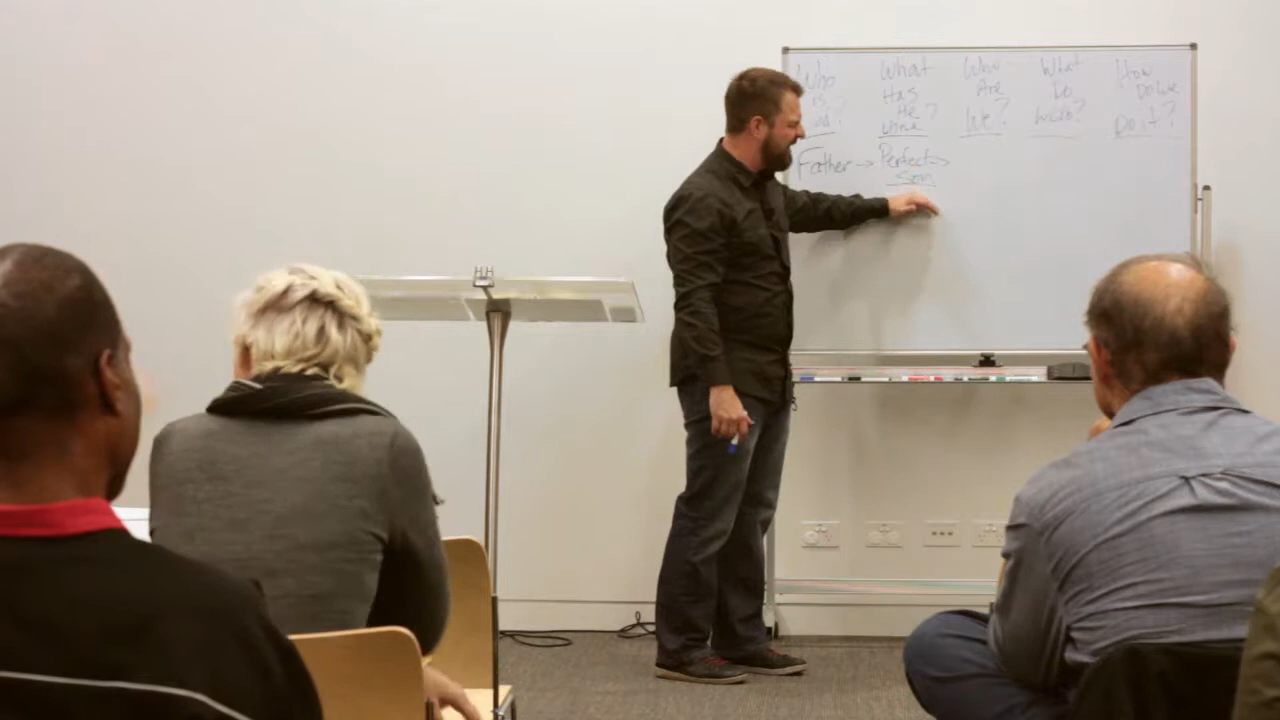 Who
is
What
Has
He
Done?
Who
Are
We?
What
Do
We Do?
How
Do We
Do it?
Father → Perfect →
Son